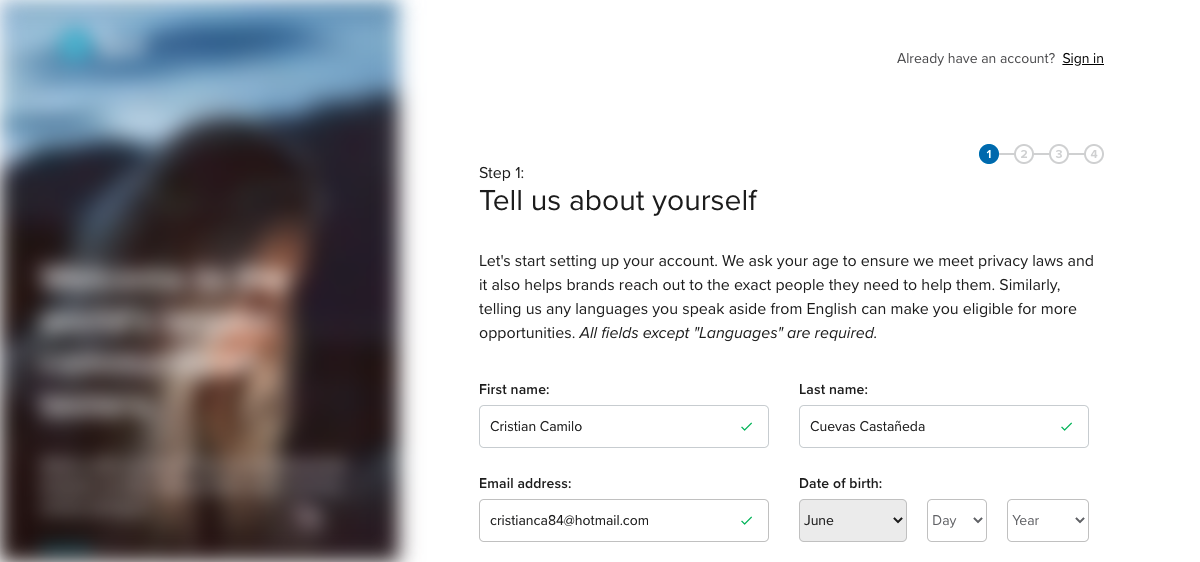 Already have an account? Sign in
1 2 3 4
Step 1:
Tell us about yourself
Let's start setting up your account. We ask your age to ensure we meet privacy laws and
it also helps brands reach out to the exact people they need to help them. Similarly,
telling us any languages you speak aside from English can make you eligible for more
opportunities. All fields except "Languages" are required.
First name: Last name:
Cristian Camilo Cuevas Castañeda
Email address: Date of birth:
cristianca84@hotmail.com June Day Year